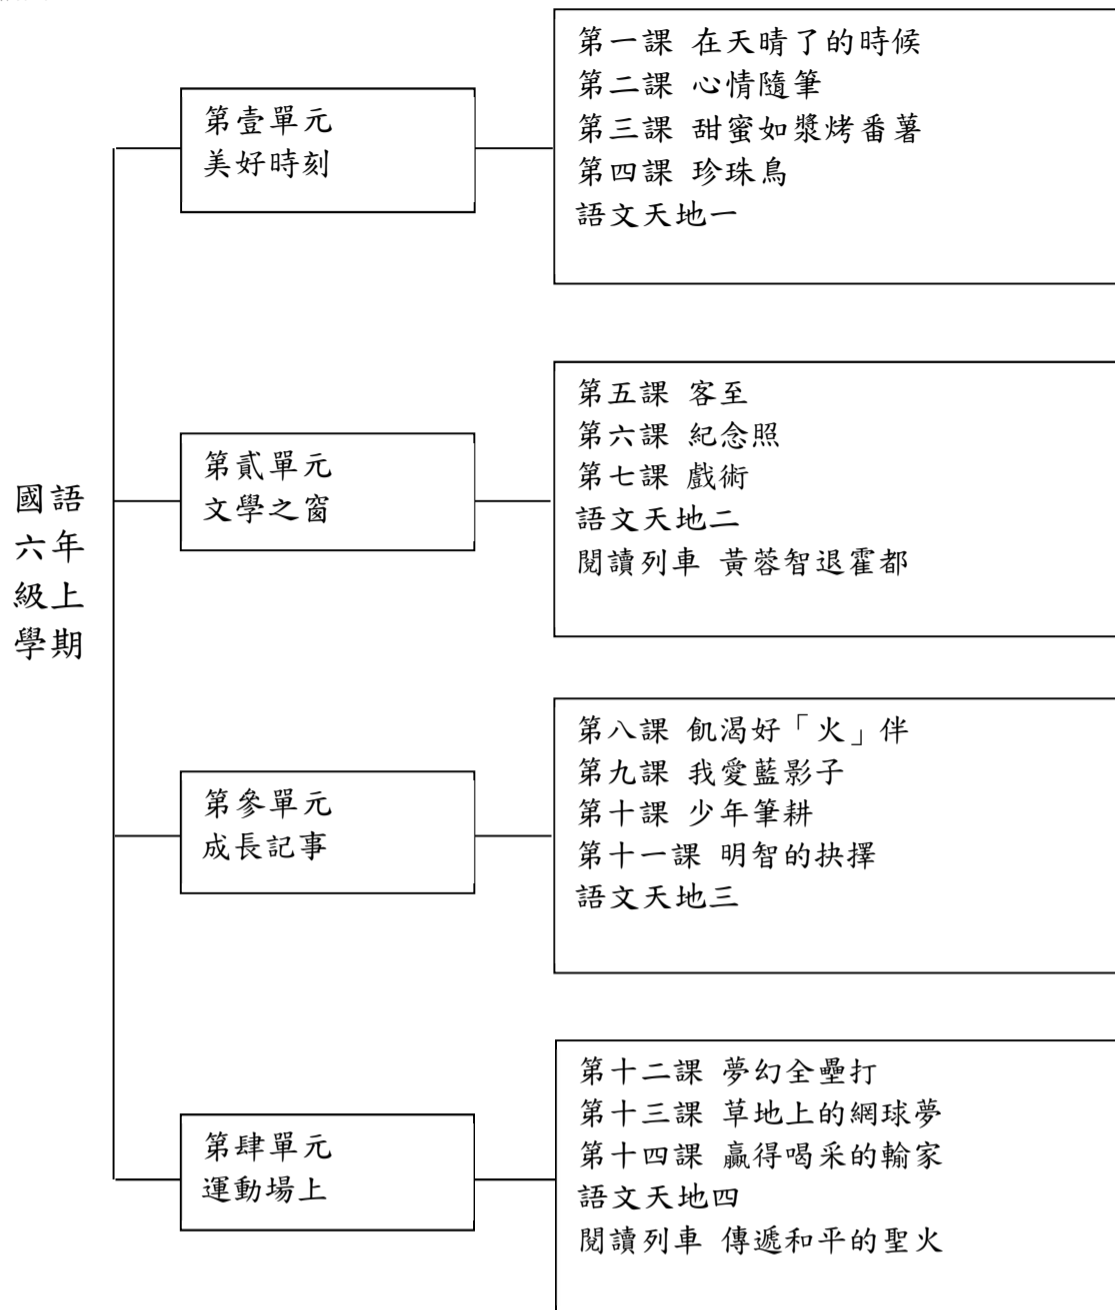 國語
六年
級上
學期
第壹單元
美好時刻
第一課 在天晴了的時候
第二課 心情隨筆
第三課 甜蜜如漿烤番薯
第四課 珍珠鳥
語文天地一
第貳單元
文學之窗
第五課 客至
第六課 紀念照
第七課 戲術
語文天地二
閱讀列車 黃蓉智退霍都
第參單元
成長記事
第八課 飢渴好「火」伴
第九課 我愛藍影子
第十課 少年筆耕
第十一課 明智的抉擇
語文天地三
第肆單元
運動場上
第十二課 夢幻全壘打
第十三課 草地上的網球夢
第十四課 贏得喝采的輸家
語文天地四
閱讀列車 傳遞和平的聖火